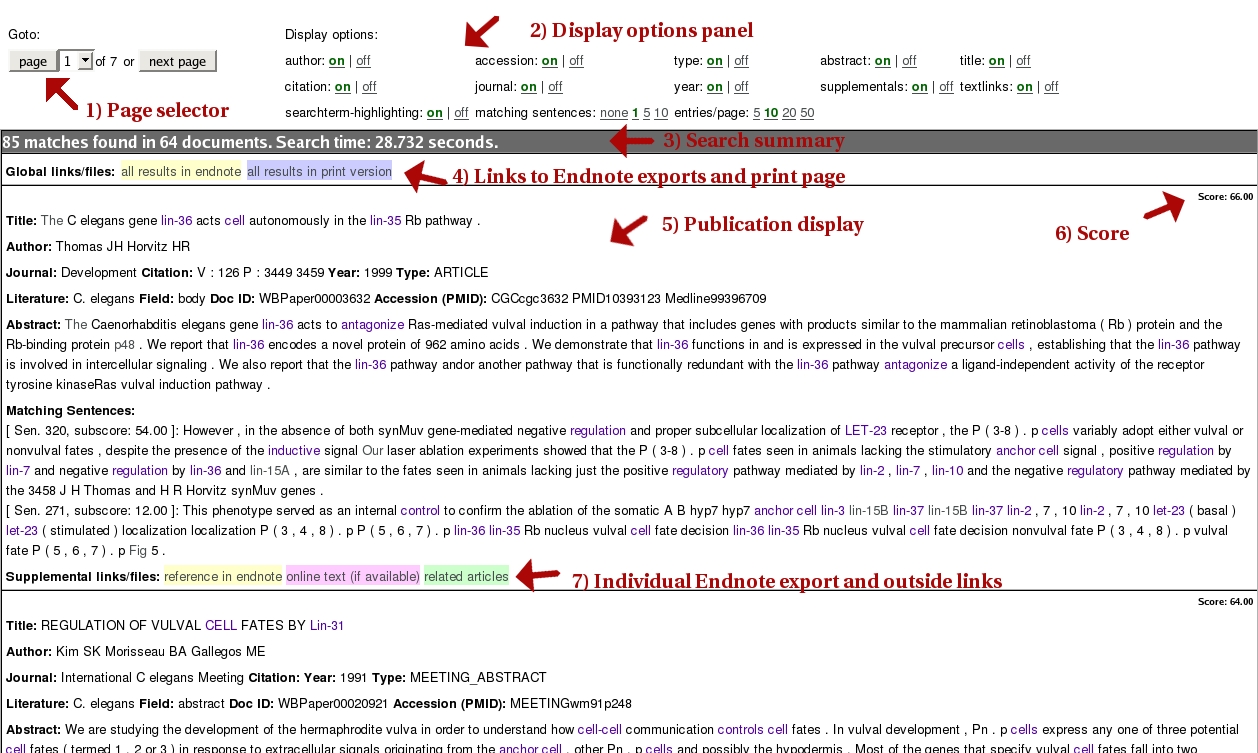 Goto:
page 1 of 7 or next page
1) Page selector
Display options:
2) Display options panel
author: on | off accession: on | off type: on | off abstract: on | off title: on | off
citation: on | off journal: on | off year: on | off supplementals: on | off textlinks: on | off
searchterm-highlighting: on | off matching sentences: none 1 5 10 entries/page: 5 10 20 50
85 matches found in 64 documents. Search time: 28.732 seconds.
3) Search summary
Global links/files: all results in endnote all results in print version
4) Links to Endnote exports and print page
Score: 66.00
6) Score
5) Publication display
Title: The C elegans gene lin-36 acts cell autonomously in the lin-35 Rb pathway .
Author: Thomas JH Horvitz HR
Journal: Development Citation: V : 126 P : 3449 3459 Year: 1999 Type: ARTICLE
Literature: C. elegans Field: body Doc ID: WBPaper00003632 Accession (PMID): CGCcgc3632 PMID10393123 Medline99396709
Abstract: The Caenorhabditis elegans gene lin-36 acts to antagonize Ras-mediated vulval induction in a pathway that includes genes with products similar to the mammalian retinoblastoma ( Rb ) protein and the
Rb-binding protein p48 . We report that lin-36 encodes a novel protein of 962 amino acids . We demonstrate that lin-36 functions in and is expressed in the vulval precursor cells , establishing that the lin-36 pathway
is involved in intercellular signaling . We also report that the lin-36 pathway andor another pathway that is functionally redundant with the lin-36 pathway antagonize a ligand-independent activity of the receptor
tyrosine kinaseRas vulval induction pathway .
Matching Sentences:
[ Sen. 320, subscore: 54.00 ]: However , in the absence of both synMuv gene-mediated negative regulation and proper subcellular localization of LET-23 receptor , the P ( 3-8 ) . p cells variably adopt either vulval or
nonvulval fates , despite the presence of the inductive signal Our laser ablation experiments showed that the P ( 3-8 ) . p cell fates seen in animals lacking the stimulatory anchor cell signal , positive regulation by
lin-7 and negative regulation by lin-36 and lin-15A , are similar to the fates seen in animals lacking just the positive regulatory pathway mediated by lin-2 , lin-7 , lin-10 and the negative regulatory pathway mediated by
the 3458 J H Thomas and H R Horvitz synMuv genes .
[ Sen. 271, subscore: 12.00 ]: This phenotype served as an internal control to confirm the ablation of the somatic A B hyp7 hyp7 anchor cell lin-3 lin-15B lin-37 lin-15B lin-37 lin-2 , 7 , 10 lin-2 , 7 , 10 let-23 ( basal )
let-23 ( stimulated ) localization localization P ( 3 , 4 , 8 ) . p P ( 5 , 6 , 7 ) . p lin-36 lin-35 Rb nucleus vulval cell fate decision lin-36 lin-35 Rb nucleus vulval cell fate decision nonvulval fate P ( 3 , 4 , 8 ) . p vulval
fate P ( 5 , 6 , 7 ) . p Fig 5 .
Supplemental links/files: reference in endnote online text (if available) related articles
7) Individual Endnote export and outside links
Score: 64.00
Title: REGULATION OF VULVAL CELL FATES BY Lin-31
Author: Kim SK Morisseau BA Gallegos ME
Journal: International C elegans Meeting Citation: Year: 1991 Type: MEETING_ABSTRACT
Literature: C. elegans Field: abstract Doc ID: WBPaper00020921 Accession (PMID): MEETINGwm91p248
Abstract: We are studying the development of the hermaphrodite vulva in order to understand how cell-cell communication controls cell fates . In vulval development , Pn . p cells express any one of three potential
cell fates ( termed 1 , 2 or 3 ) in response to extracellular signals originating from the anchor cell , other Pn . p cells and possibly the hypodermis . Most of the genes that specify vulval cell fates fall into two